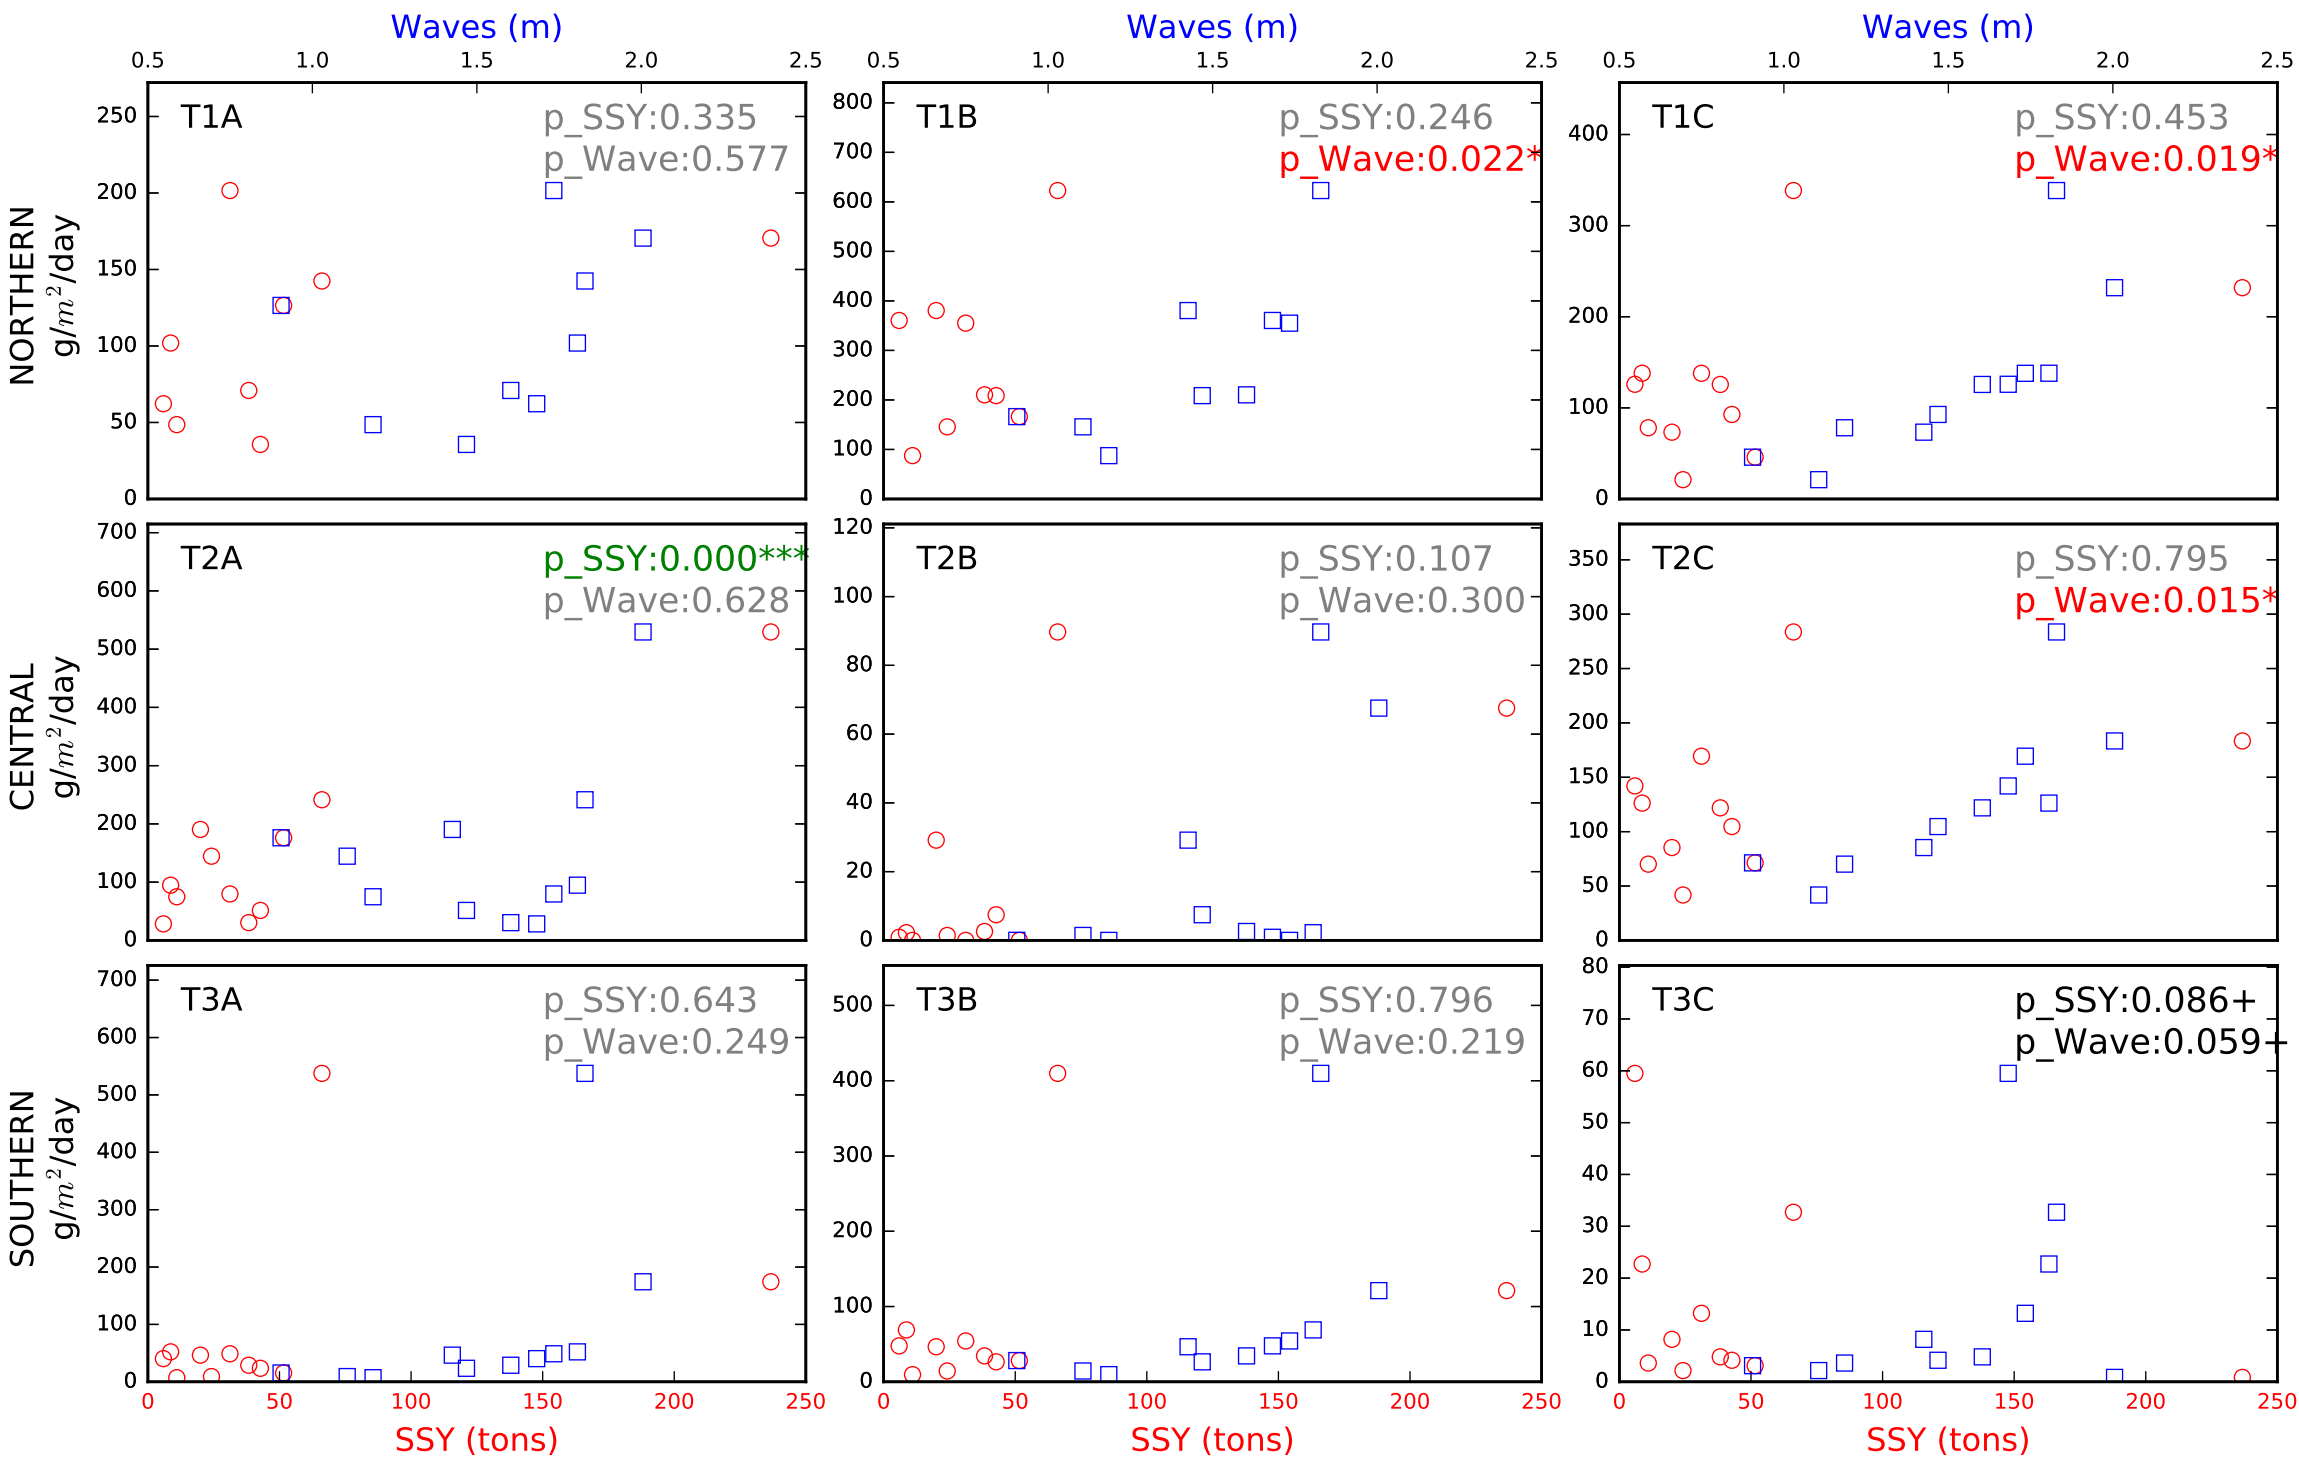 Waves (m) Waves (m) Waves (m)
0.5 1.0 1.5 2.0 2.5 0.5 1.0 1.5 2.0 2.5 0.5 1.0 1.5 2.0 2.5
NORTHERN
g/m²/day
250
200
150
100
50
0
T1A
p_SSY:0.335
p_Wave:0.577
800
700
600
500
400
300
200
100
0
T1B
p_SSY:0.246
p_Wave:0.022*
400
300
200
100
0
T1C
p_SSY:0.453
p_Wave:0.019*
CENTRAL
g/m²/day
700
600
500
400
300
200
100
0
T2A
p_SSY:0.000***
p_Wave:0.628
120
100
80
60
40
20
0
T2B
p_SSY:0.107
p_Wave:0.300
350
300
250
200
150
100
50
0
T2C
p_SSY:0.795
p_Wave:0.015*
SOUTHERN
g/m²/day
700
600
500
400
300
200
100
0
T3A
p_SSY:0.643
p_Wave:0.249
500
400
300
200
100
0
T3B
p_SSY:0.796
p_Wave:0.219
80
70
60
50
40
30
20
10
0
T3C
p_SSY:0.086+
p_Wave:0.059+
0 50 100 150 200 250 0 50 100 150 200 250 0 50 100 150 200 250
SSY (tons) SSY (tons) SSY (tons)